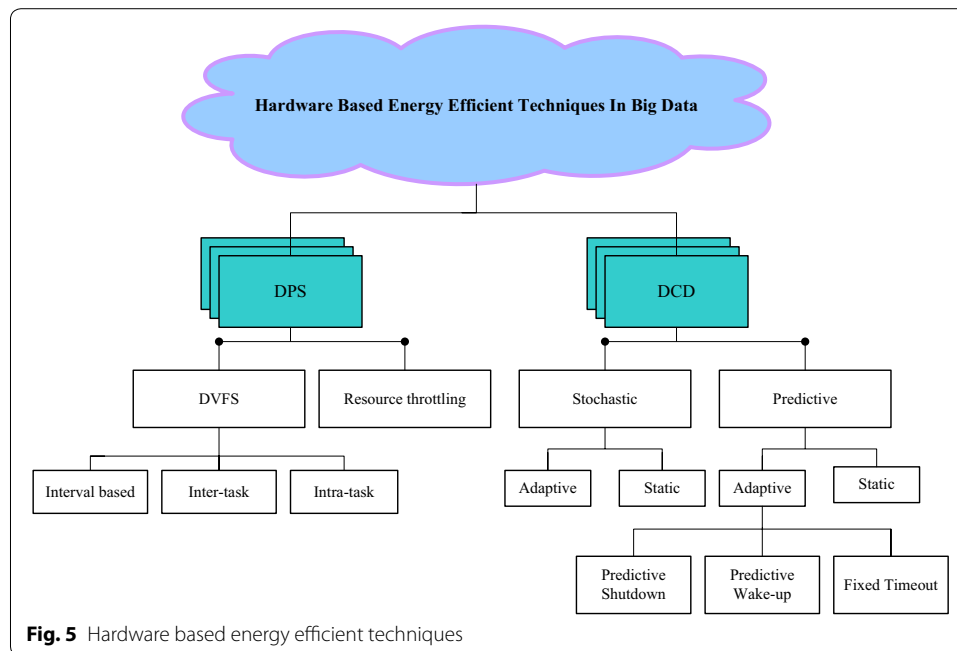 Hardware Based Energy Efficient Techniques In Big Data
DPS
DCD
DVFS
Resource throttling
Stochastic
Predictive
Interval based
Inter-task
Intra-task
Adaptive
Static
Adaptive
Static
Predictive
Shutdown
Predictive
Wake-up
Fixed Timeout
Fig. 5 Hardware based energy efficient techniques